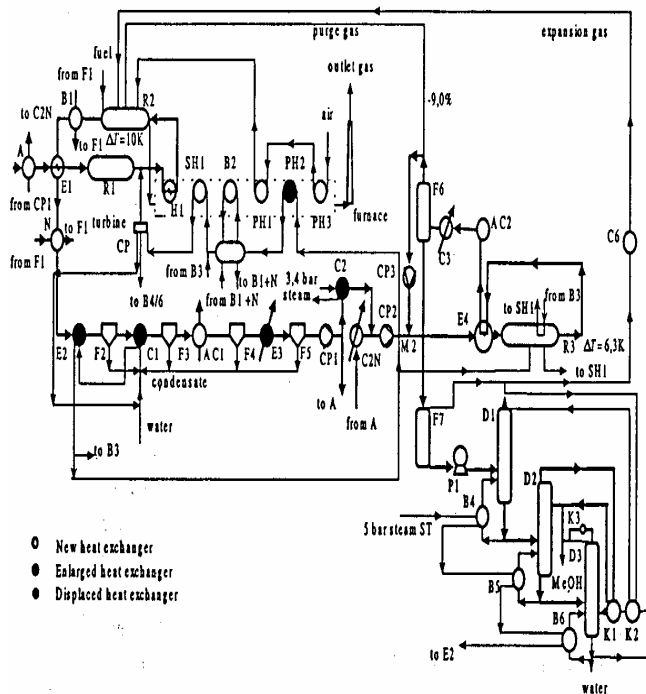 fuel
purge gas
expansion gas
from F1
outlet gas
to C2N
B1
R2
air
-9,0%
A
to F1
ΔT=10K
SH1
B2
PH2
E1
R1
H1
PH1
PH3
furnace
from CP1
N
to F1
turbine
CP
from F1
from B3
to B1+N
from B1+N
to B4/6
3,4 bar
steam
C2
CP3
F6
C3
AC2
C6
E4
to SH1
from B3
R3
ΔT=6,3K
to SH1
E2
F2
C1
F3
AC1
F4
E3
F5
CP1
C2N
CP2
M2
condensate
to A
from A
water
to B3
F7
D1
P1
D2
B4
K3
5 bar steam ST
D3
MeOH
B5
B6
K1
K2
to E2
water
New heat exchanger
Enlarged heat exchanger
Displaced heat exchanger